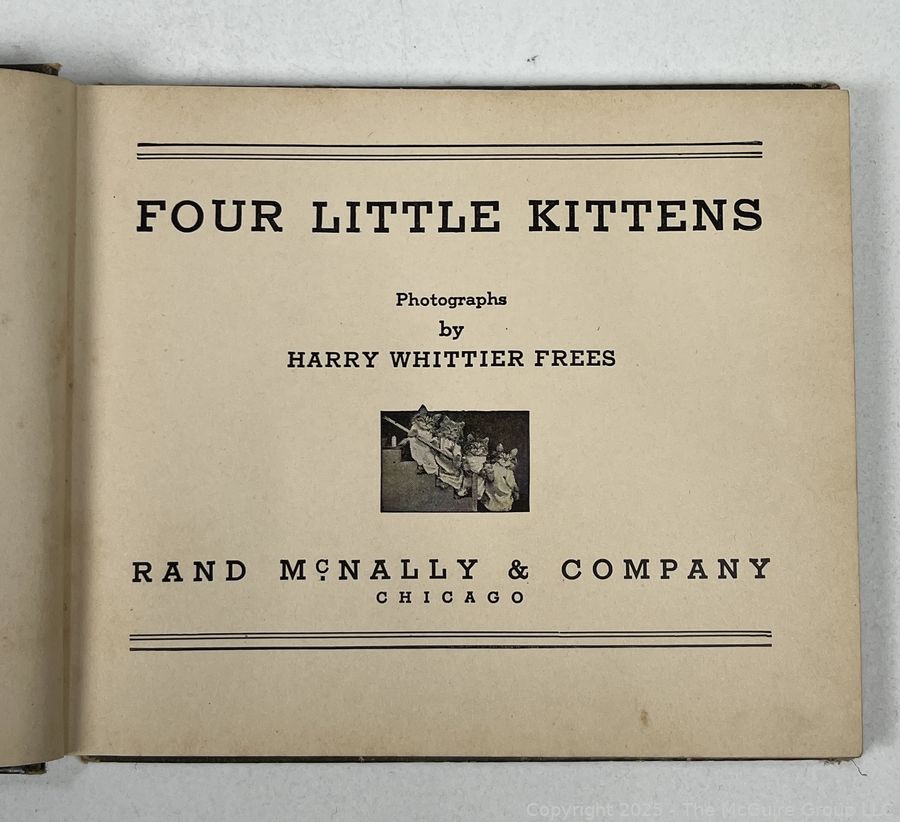 FOUR LITTLE KITTENS
Photographs
by
HARRY WHITTIER FREES
RAND McNALLY & COMPANY
CHICAGO
Copyright 2025 - The McGuire Group LLC